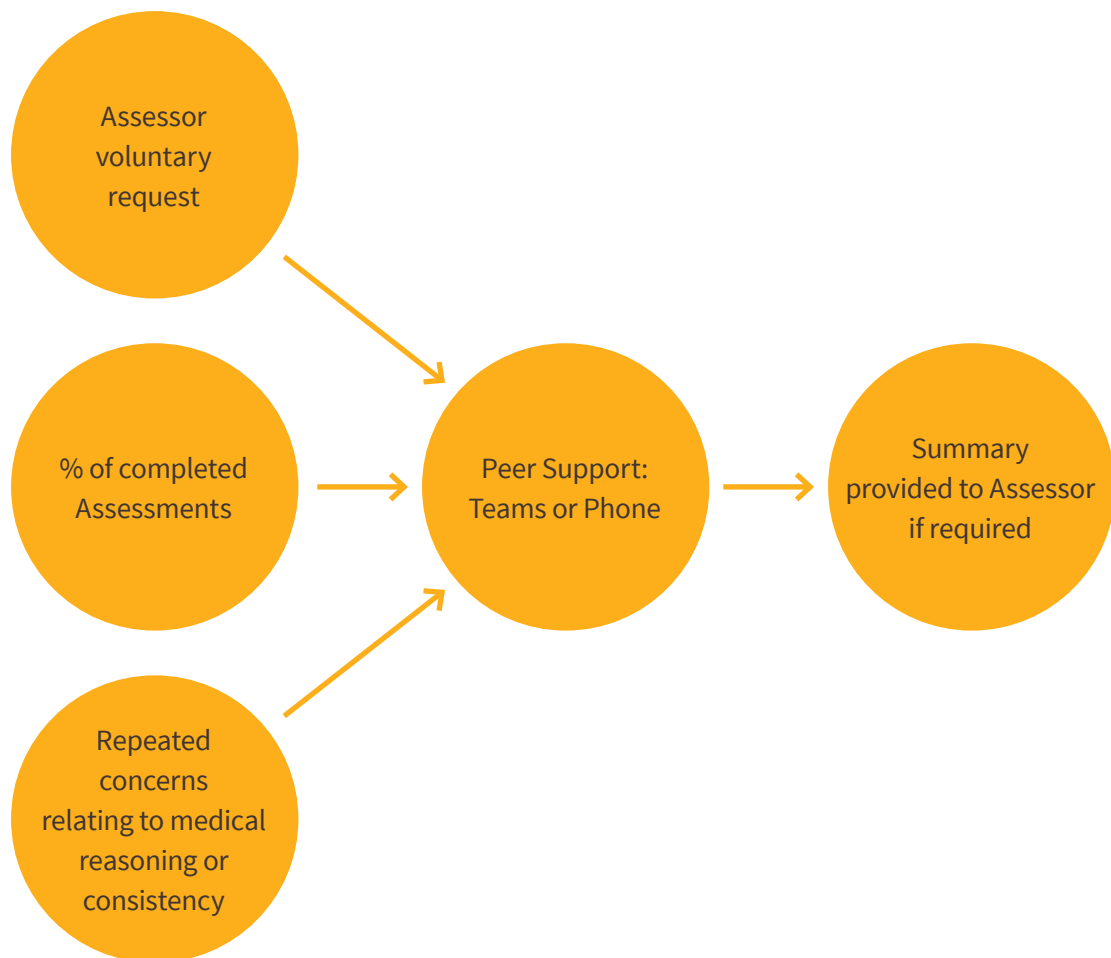 Assessor
voluntary
request
% of completed
Assessments
Repeated
concerns
relating to medical
reasoning or
consistency
Peer Support:
Teams or Phone
Summary
provided to Assessor
if required